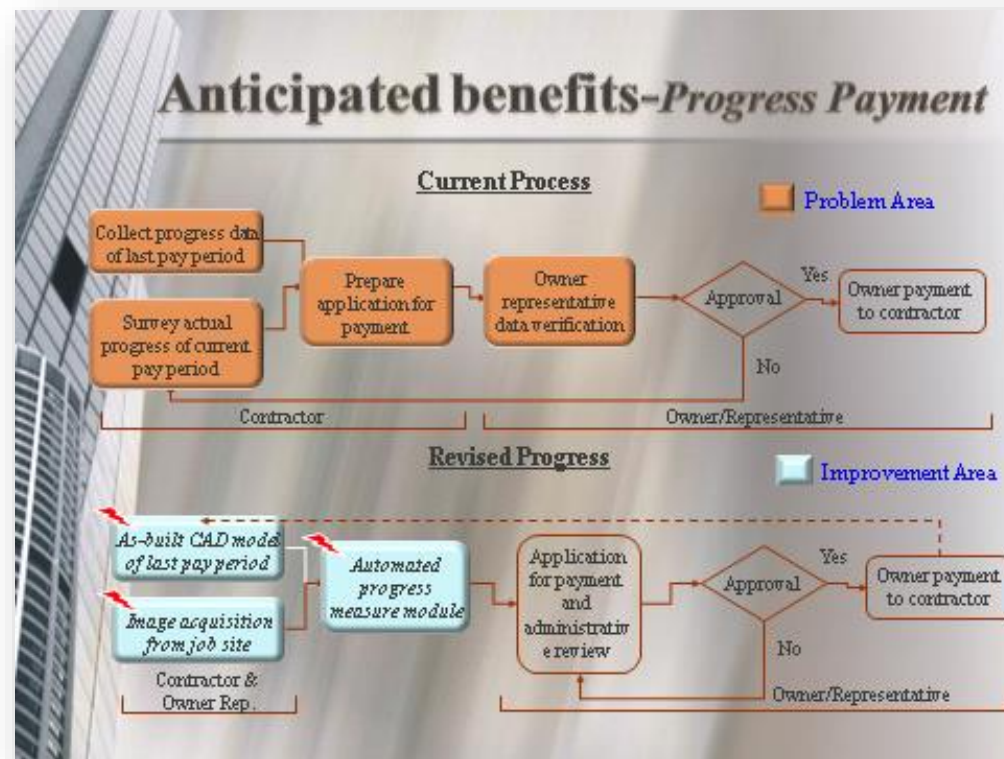 Anticipated benefits-Progress Payment
Current Process
Problem Area
Collect progress data
of last pay period
Survey actual
progress of current
pay period
Prepare
application for
payment
Owner
representative
data verification
Approval
Yes
No
Owner payment
to contractor
Contractor
Owner/Representative
Revised Progress
Improvement Area
As-built CAD model
of last pay period
Image acquisition
from job site
Automated
progress
measure module
Application
for payment
and
administrativ
e review
Approval
Yes
No
Owner payment
to contractor
Contractor &
Owner Rep.
Owner/Representative